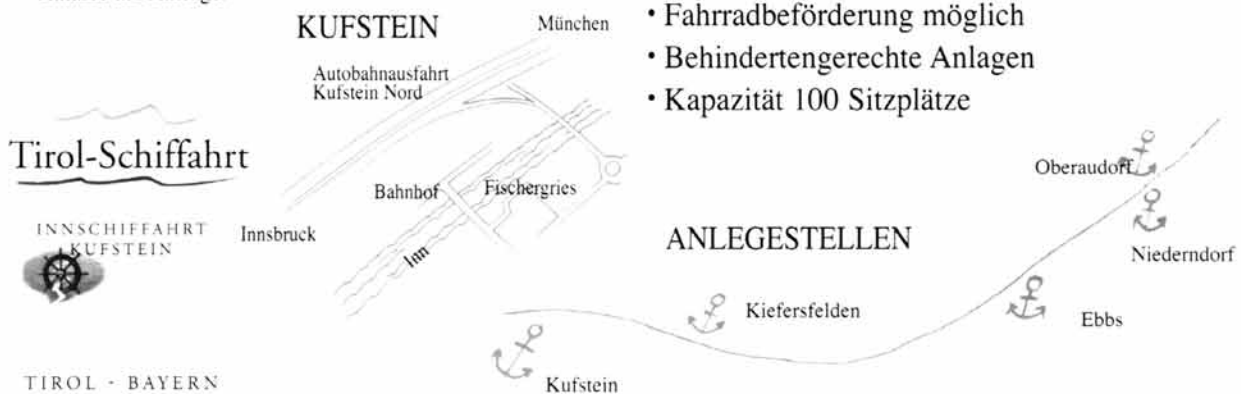 KUFSTEIN
München
Autobahnausfahrt
Kufstein Nord
Bahnhof
Fischergries
Innsbruck
Inn
Tirol-Schiffahrt
INNSCHIFFAHRT
KUFSTEIN
TIROL - BAYERN
• Fahrradbeförderung möglich
• Behindertengerechte Anlagen
• Kapazität 100 Sitzplätze
ANLEGESTELLEN
Oberaudorf
Niederndorf
Ebbs
Kiefersfelden
Kufstein